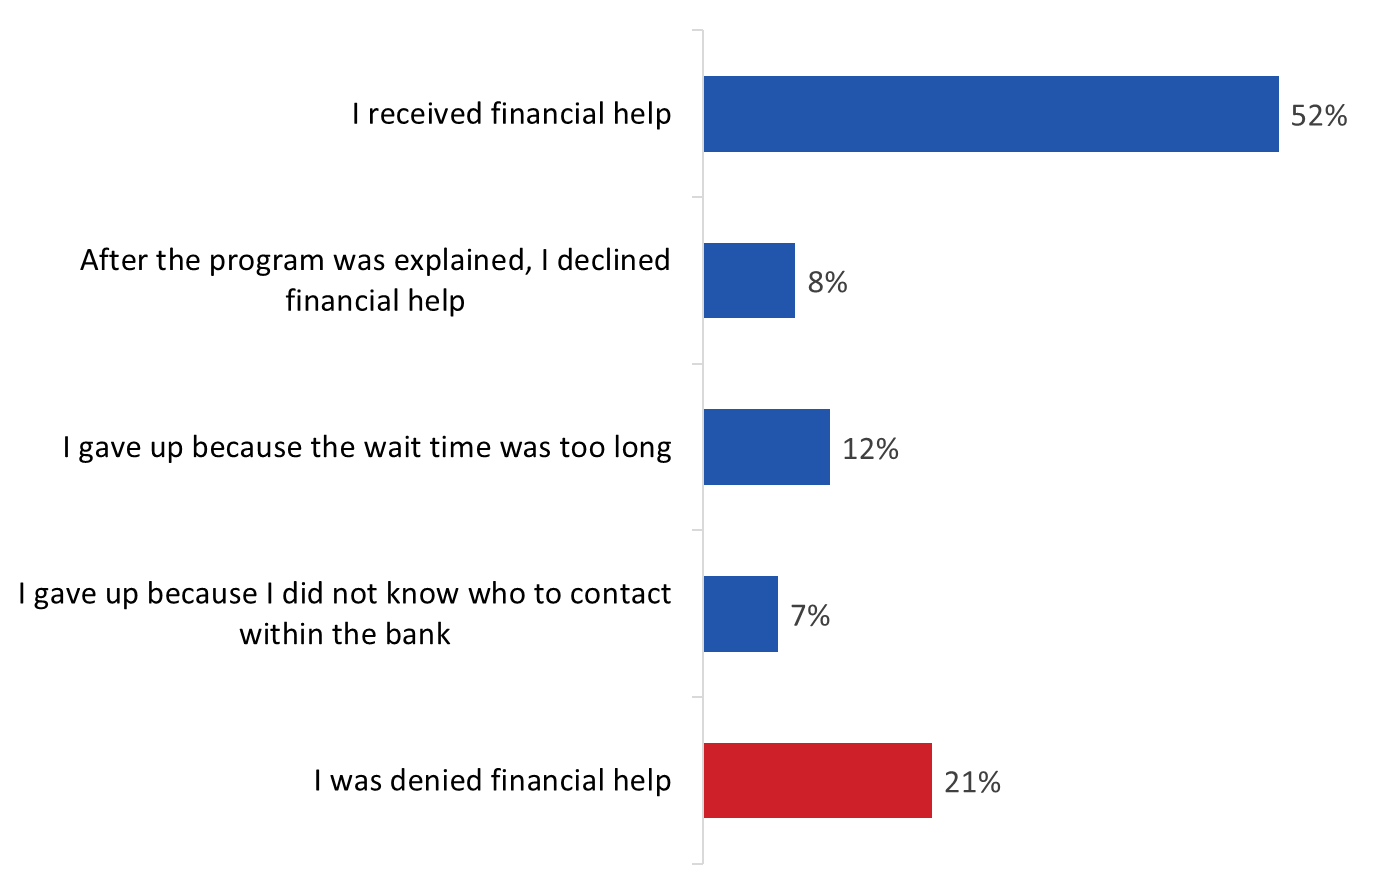 I received financial help
52%
After the program was explained, I declined
financial help
8%
I gave up because the wait time was too long
12%
I gave up because I did not know who to contact
within the bank
7%
I was denied financial help
21%